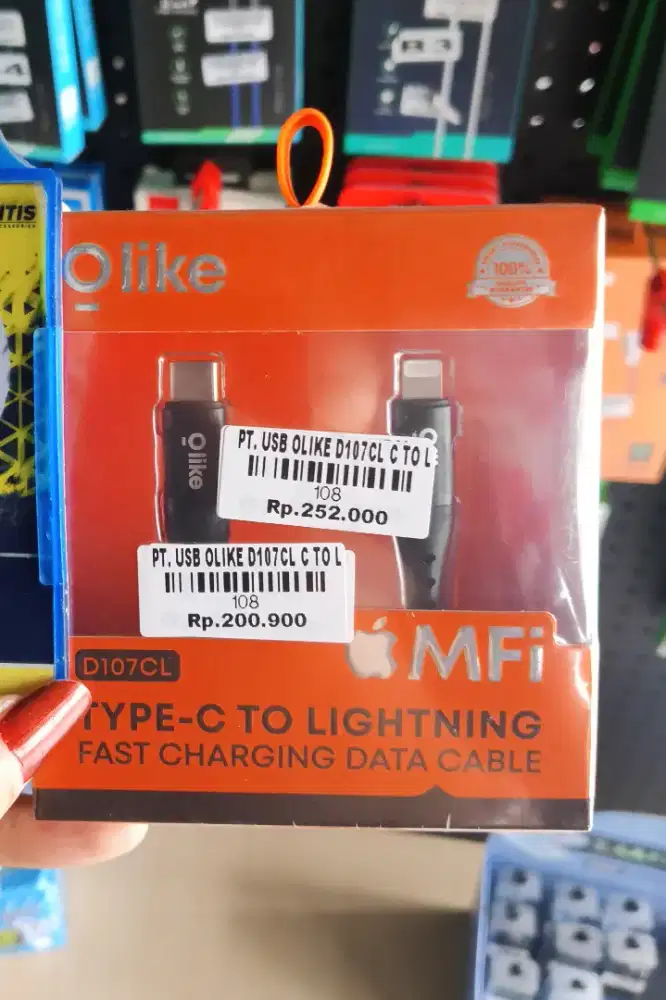 ITIS
Olike
100%
Olike
PT. USB OLIKE D107CL C TO L
108
Rp.252.000
PT. USB OLIKE D107CL C TO L
108
Rp.200.900
MFi
D107CL
TYPE-C TO LIGHTNING
FAST CHARGING DATA CABLE